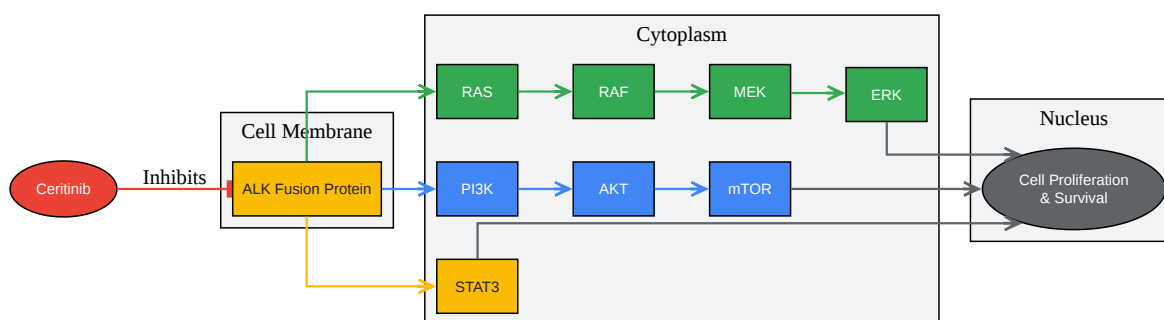 Cytoplasm
RAS
RAF
MEK
ERK
Cell Membrane
Nucleus
Ceritinib
Inhibits
ALK Fusion Protein
PI3K
AKT
mTOR
Cell Proliferation
& Survival
STAT3